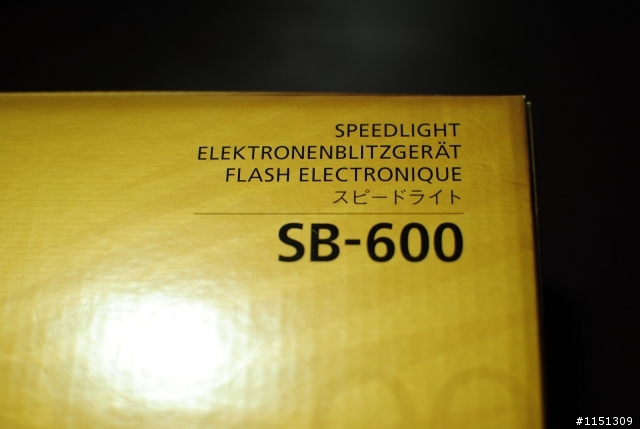 SPEEDLIGHT
ELEKTRONENBLITZGERÄT
FLASH ELECTRONIQUE
スピードライト
SB-600
#1151309